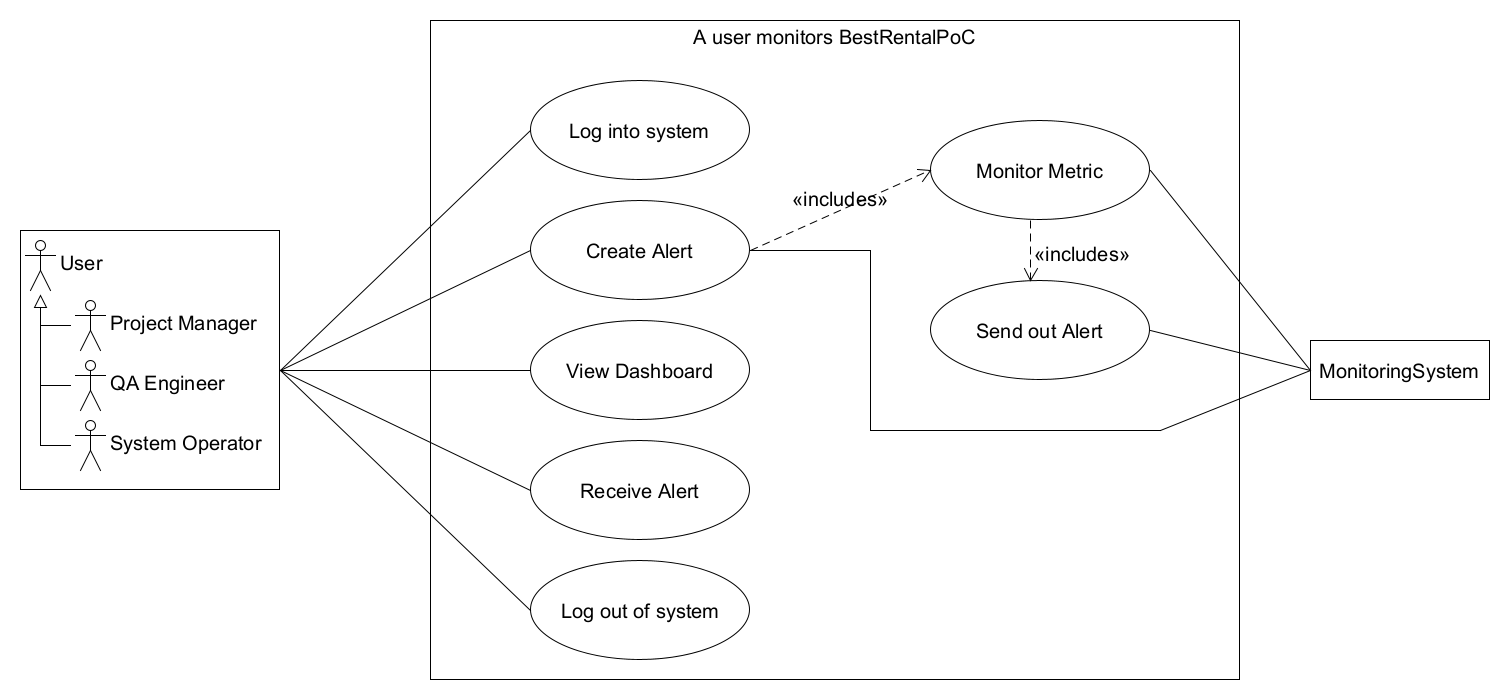 A user monitors BestRentalPoC
Log into system
Monitor Metric
«includes»
Create Alert
«includes»
User
Project Manager
QA Engineer
System Operator
View Dashboard
Send out Alert
MonitoringSystem
Receive Alert
Log out of system